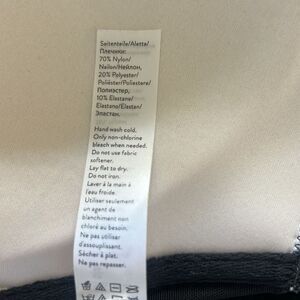 Seitenteile/Aletta/
Плечики:
70% Nylon/
Nailon/Нейлон,
20% Polyester/
Poliéster/Poliestere/
Полиэстер,
10% Elastane/
Elastano/Elastan/
Эластан.
Hand wash cold.
Only non-chlorine
bleach when needed.
Do not use fabric
softener.
Lay flat to dry.
Do not iron.
Laver à la main à
l'eau froide.
Utiliser seulement
un agent de
blanchiment non
chloré au besoin.
Ne pas utiliser
d'assouplissant.
Sécher à plat.
Ne pas repasser.